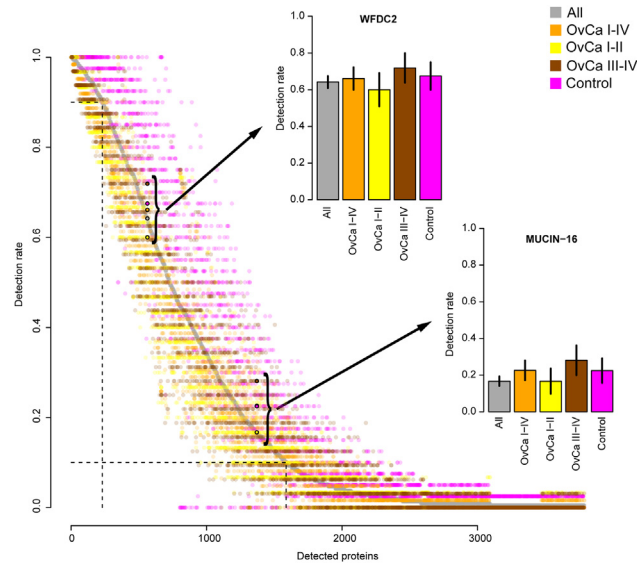 WFDC2
All
OvCa I-IV
OvCa I-II
OvCa III-IV
Control
Detection rate
1.0
0.8
0.6
0.4
0.2
0.0
All
OvCa I-IV
OvCa I-II
OvCa III-IV
Control
MUCIN-16
Detection rate
1.0
0.8
0.6
0.4
0.2
0.0
All
OvCa I-IV
OvCa I-II
OvCa III-IV
Control
Detection rate
1.0
0.8
0.6
0.4
0.2
0.0
0
1000
2000
3000
Detected proteins